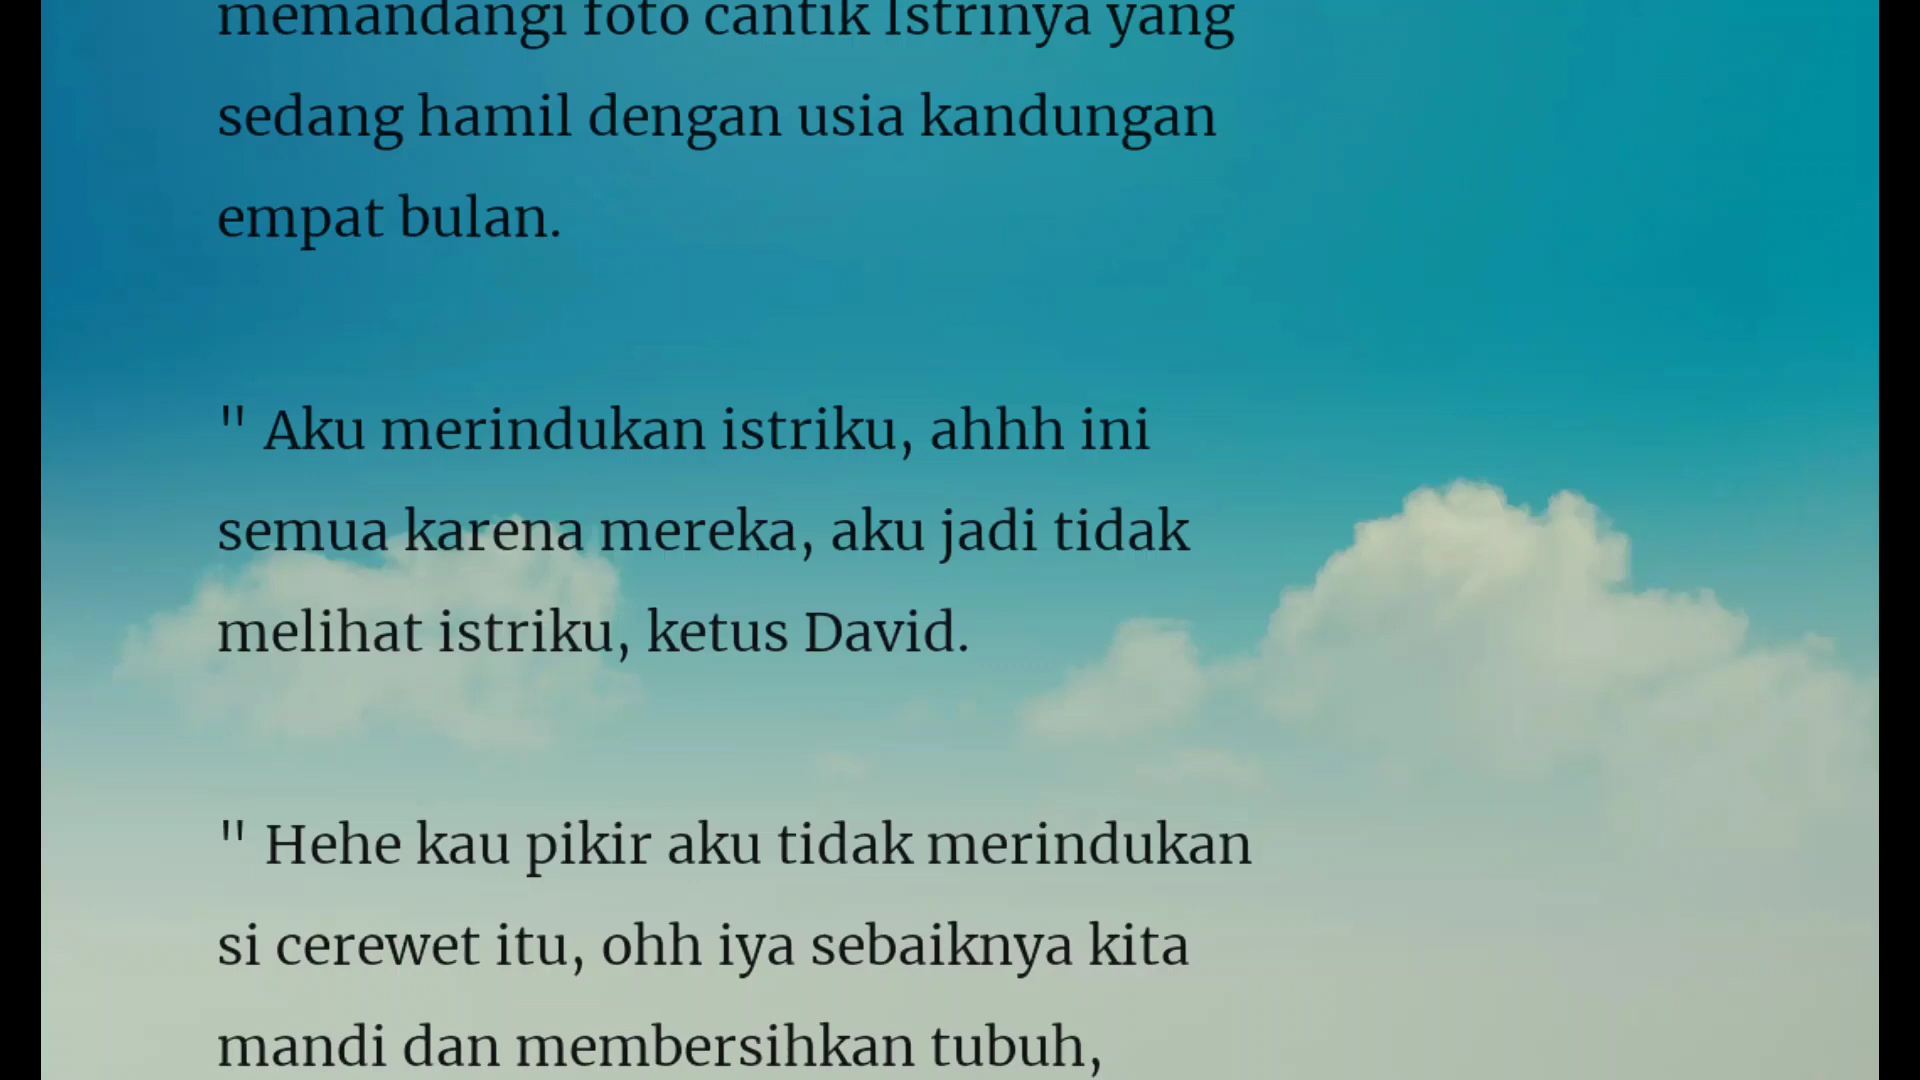 memandangi foto cantik Istrinya yang
sedang hamil dengan usia kandungan
empat bulan.
" Aku merindukan istriku, ahhh ini
semua karena mereka, aku jadi tidak
melihat istriku, ketus David.
" Hehe kau pikir aku tidak merindukan
si cerewet itu, ohh iya sebaiknya kita
mandi dan membersihkan tubuh,